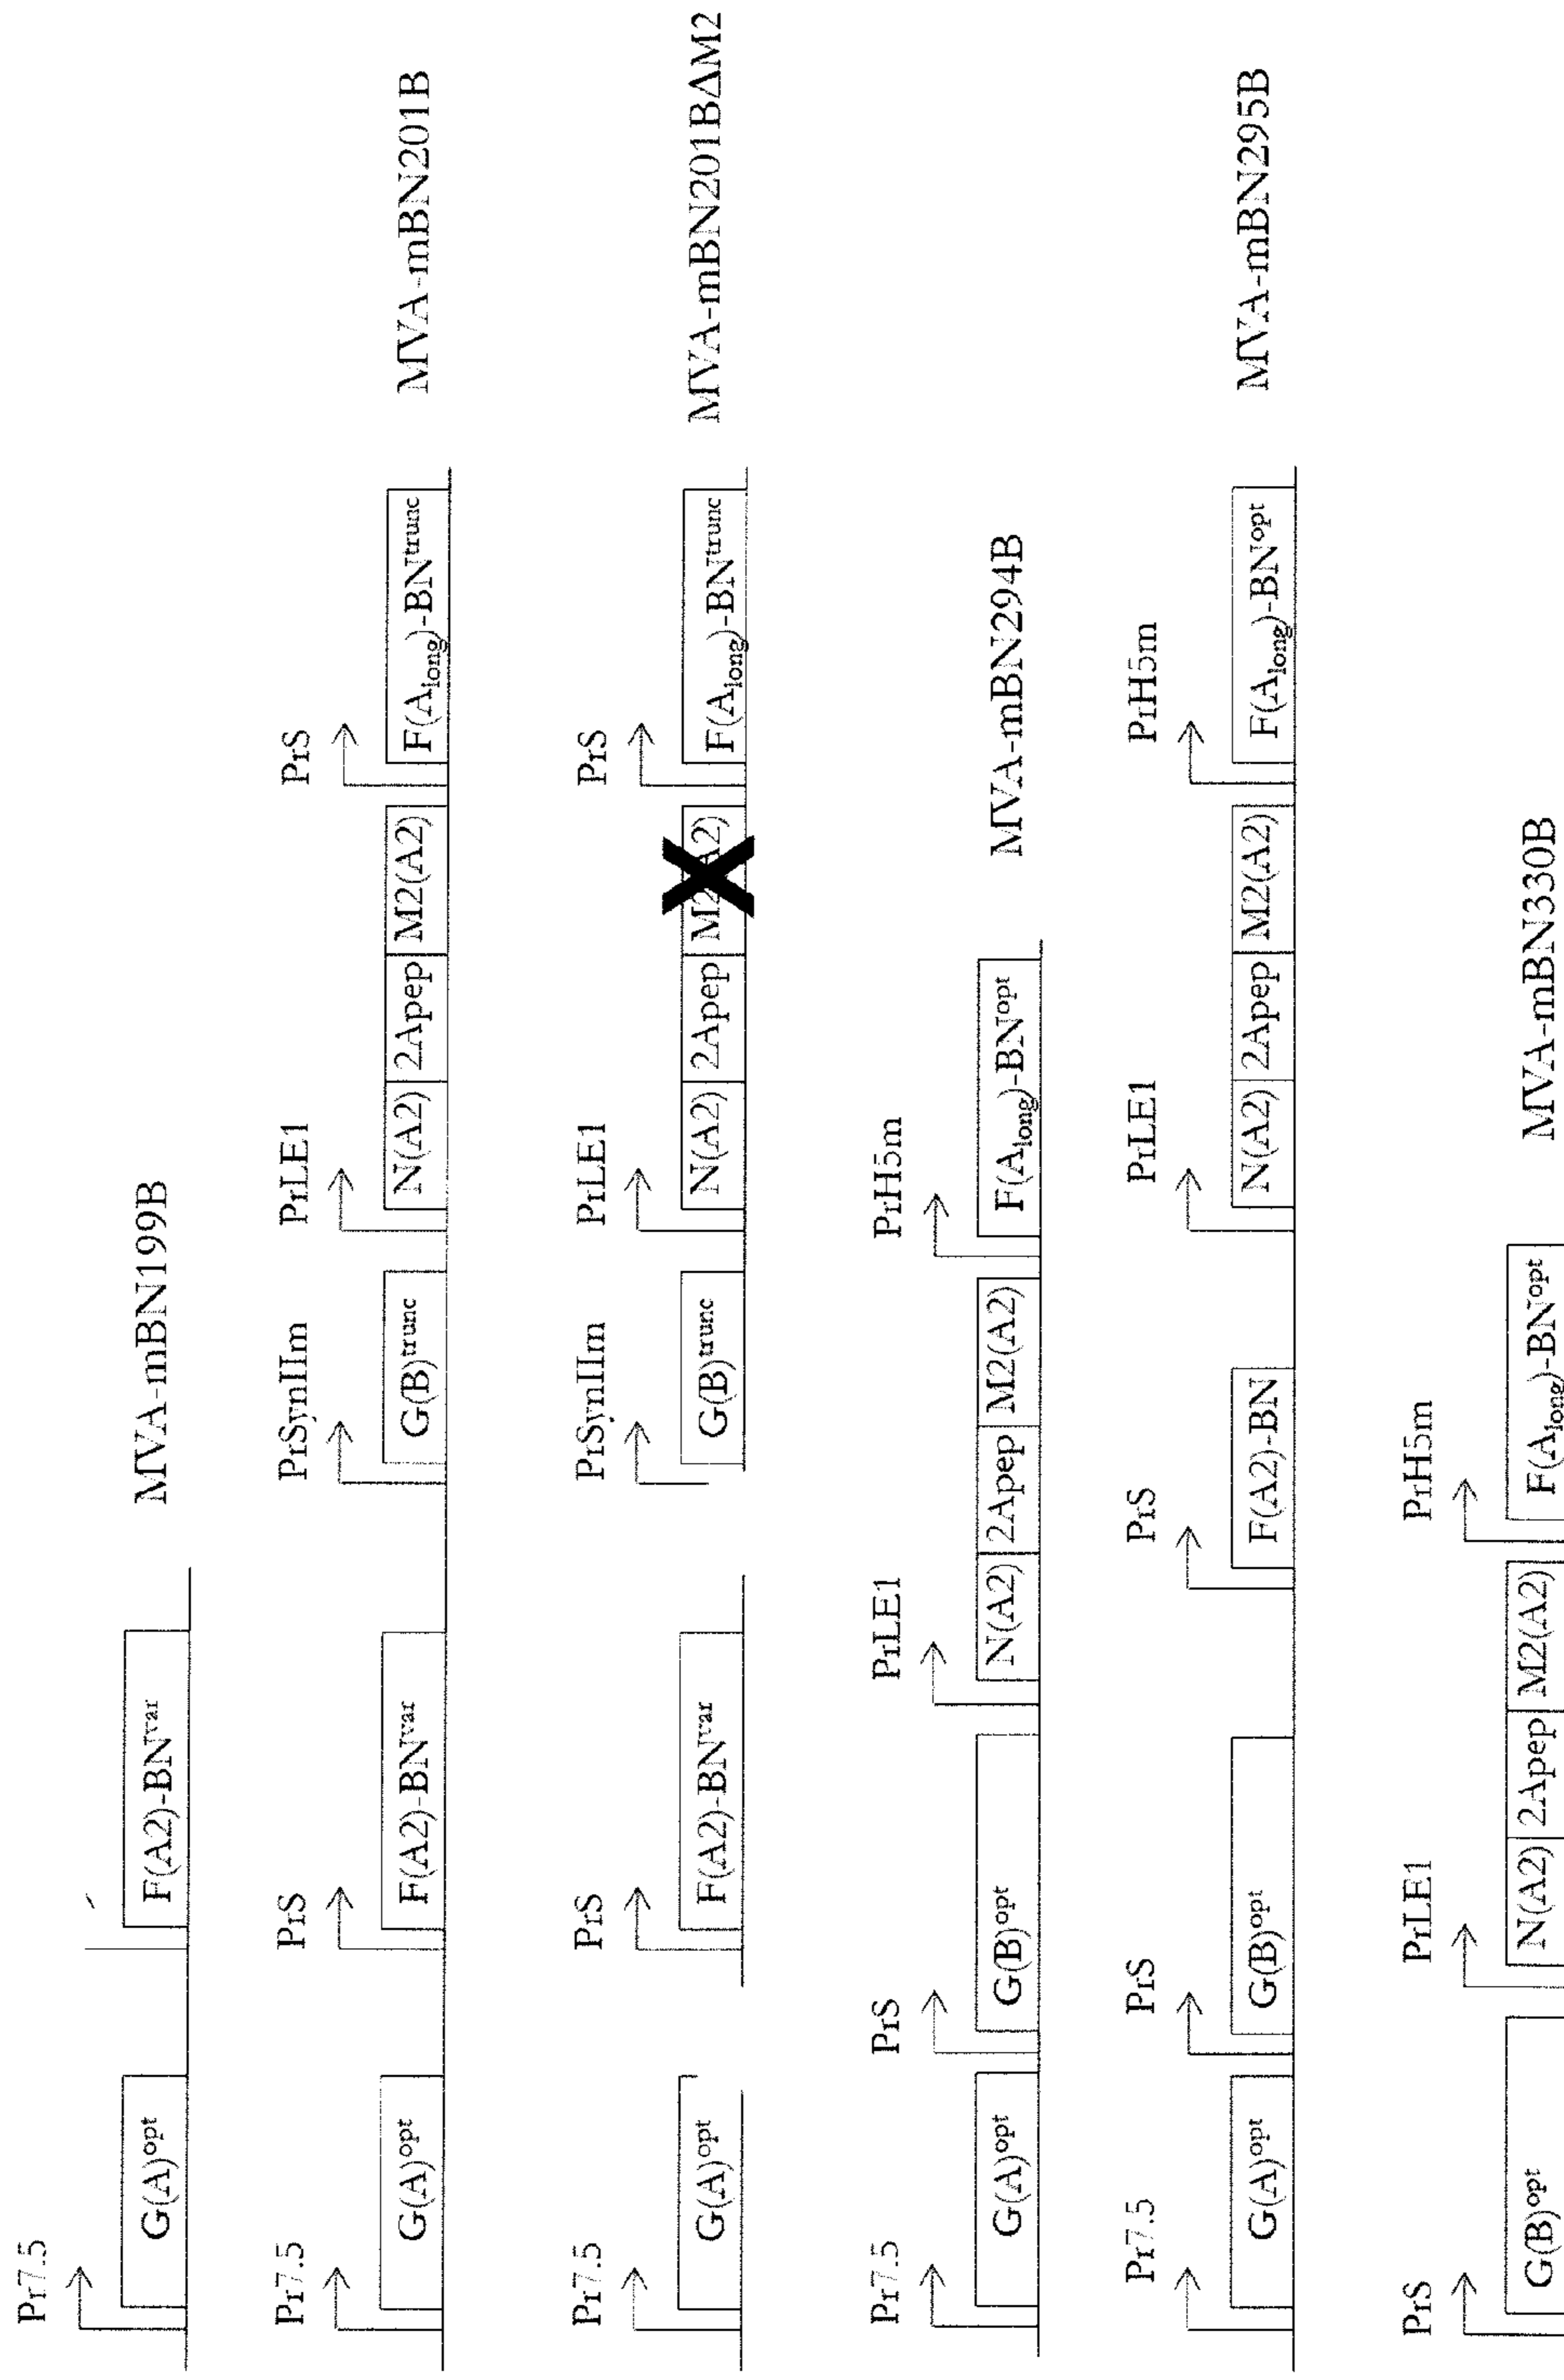 MVA-mBN199B
Pr7.5
G(A)opt F(A2)-BNvar
MVA-mBN201B
Pr7.5 PrS PrSynIIm PrLE1 PrS
G(A)opt F(A2)-BNvar G(B)trunc N(A2) 2Apep M2(A2) F(Along)-BNtrunc
MVA-mBN201BΔM2
Pr7.5 PrS PrSynIIm PrLE1 PrS
G(A)opt F(A2)-BNvar G(B)trunc N(A2) 2Apep M2(A2) F(Along)-BNtrunc
MVA-mBN294B
Pr7.5 PrS PrLE1 PrH5m
G(A)opt G(B)opt N(A2) 2Apep M2(A2) F(Along)-BNopt
MVA-mBN295B
Pr7.5 PrS PrS PrLE1 PrH5m
G(A)opt G(B)opt F(A2)-BN N(A2) 2Apep M2(A2) F(Along)-BNopt
MVA-mBN330B
PrS PrLE1 PrH5m
G(B)opt N(A2) 2Apep M2(A2) F(Along)-BNopt